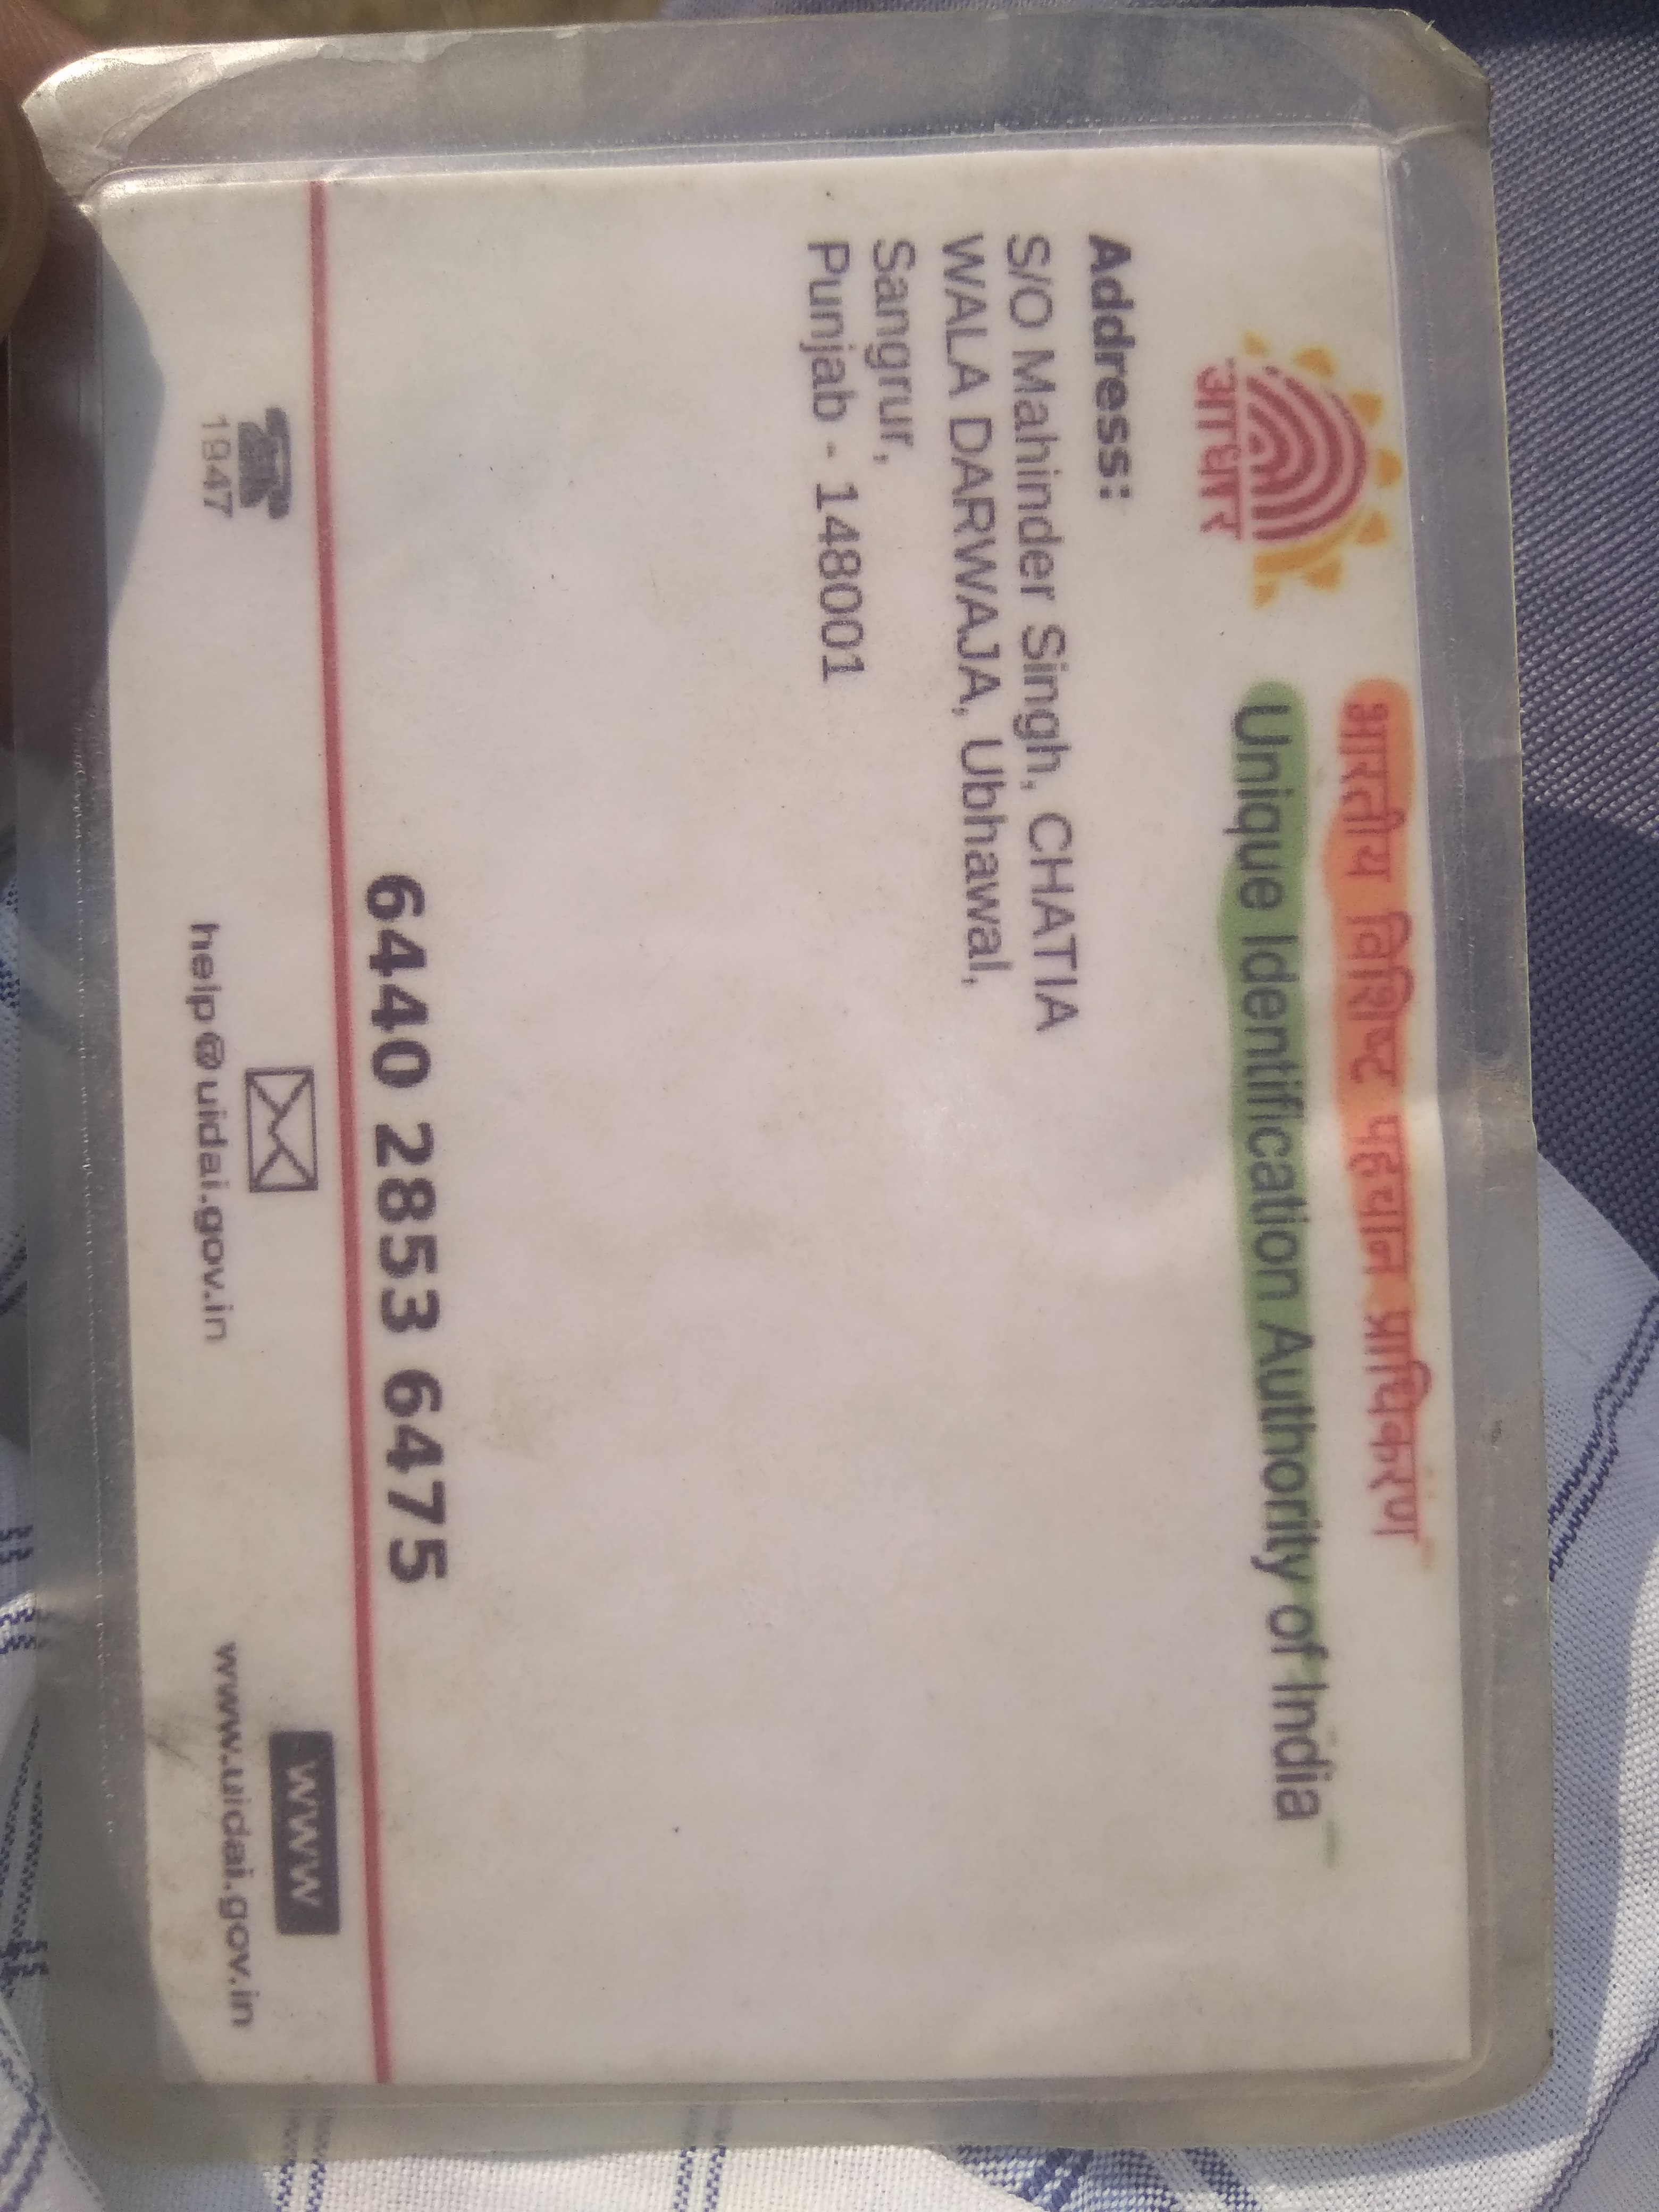 भारतीय विशिष्ट पहचान प्राधिकरण
Unique Identification Authority of India
आधार
Address:
S/O Mahinder Singh, CHATIA
WALA DARWAJA, Ubhawal,
Sangrur,
Punjab - 148001
6440 2853 6475
1947
help@uidai.gov.in
WWW
www.uidai.gov.in